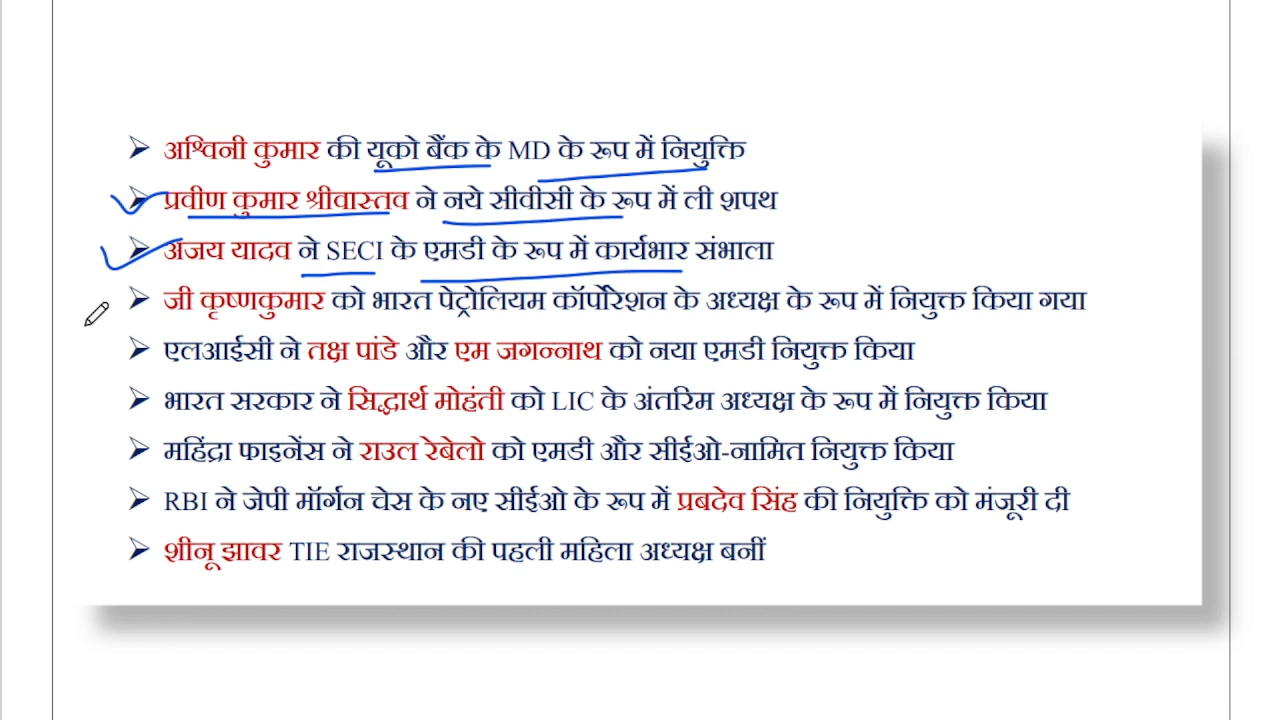 अश्विनी कुमार की यूको बैंक के MD के रूप में नियुक्ति
प्रवीण कुमार श्रीवास्तव ने नये सीवीसी के रूप में ली शपथ
अजय यादव ने SECI के एमडी के रूप में कार्यभार संभाला
जी कृष्णकुमार को भारत पेट्रोलियम कॉर्पोरेशन के अध्यक्ष के रूप में नियुक्त किया गया
एलआईसी ने तक्ष पांडे और एम जगन्नाथ को नया एमडी नियुक्त किया
भारत सरकार ने सिद्धार्थ मोहंती को LIC के अंतरिम अध्यक्ष के रूप में नियुक्त किया
महिंद्रा फाइनेंस ने राउल रेबेलो को एमडी और सीईओ-नामित नियुक्त किया
RBI ने जेपी मॉर्गन चेस के नए सीईओ के रूप में प्रबदेव सिंह की नियुक्ति को मंजूरी दी
शीनू झावर TIE राजस्थान की पहली महिला अध्यक्ष बनीं